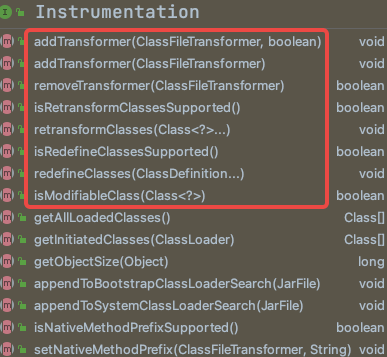 Instrumentation
addTransformer(ClassFileTransformer, boolean) void
addTransformer(ClassFileTransformer) void
removeTransformer(ClassFileTransformer) boolean
isRetransformClassesSupported() boolean
retransformClasses(Class<?>...) void
isRedefineClassesSupported() boolean
redefineClasses(ClassDefinition...) void
isModifiableClass(Class<?>) boolean
getAllLoadedClasses() Class[]
getInitiatedClasses(ClassLoader) Class[]
getObjectSize(Object) long
appendToBootstrapClassLoaderSearch(JarFile) void
appendToSystemClassLoaderSearch(JarFile) void
isNativeMethodPrefixSupported() boolean
setNativeMethodPrefix(ClassFileTransformer, String) void